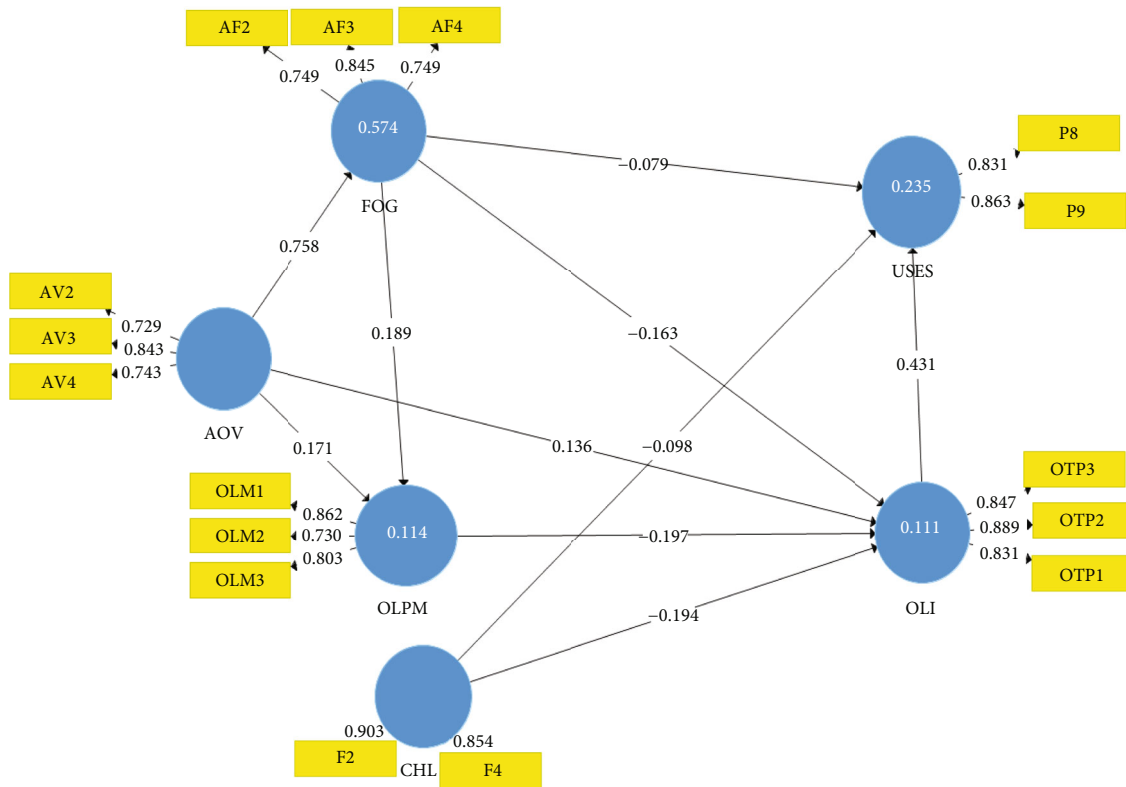 AF2
AF3
AF4
0.749
0.845
0.749
0.574
FOG
P8
0.831
0.235
0.863
P9
USES
−0.079
0.758
AV2
0.729
AV3
0.843
AV4
0.743
AOV
0.189
−0.163
0.431
0.171
0.136
−0.098
OLM1
0.862
OLM2
0.730
OLM3
0.803
0.114
OLPM
−0.197
OTP3
0.847
0.111
0.889
OTP2
0.831
OTP1
OLI
−0.194
0.903
0.854
F2
CHL
F4